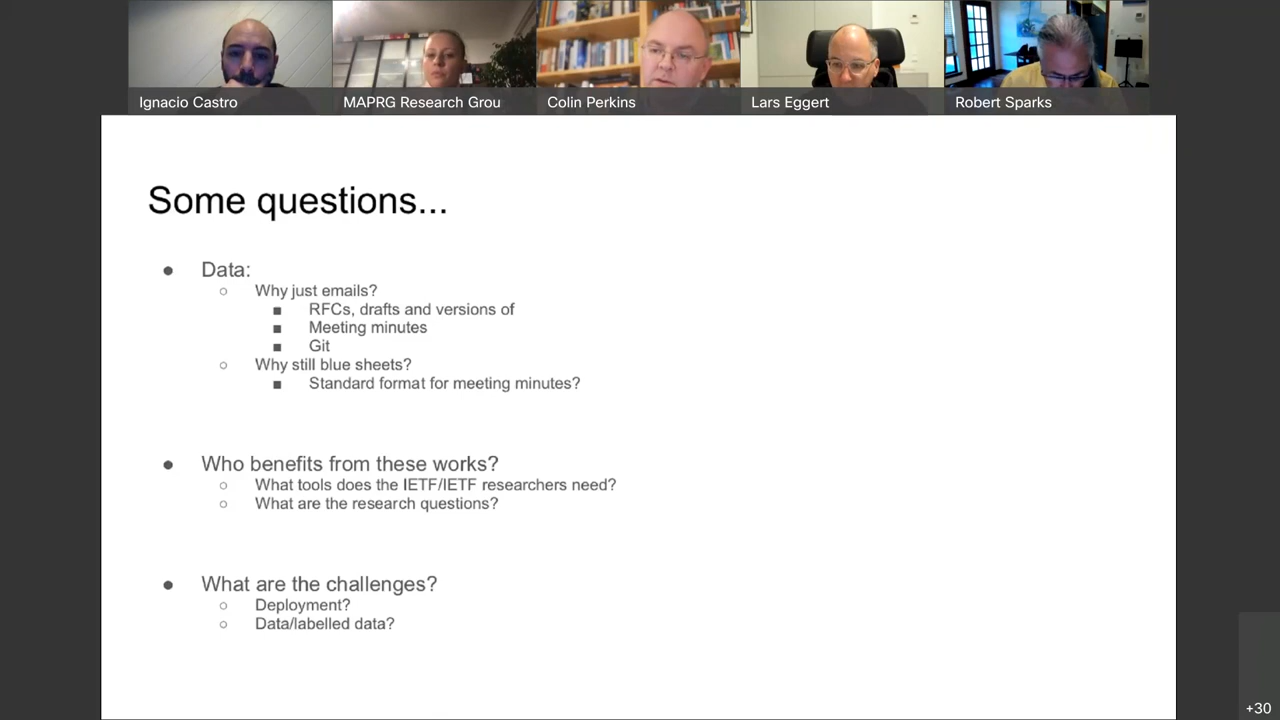 Ignacio Castro
MAPRG Research Grou
Colin Perkins
Lars Eggert
Robert Sparks
Some questions...
● Data:
○ Why just emails?
■ RFCs, drafts and versions of
■ Meeting minutes
■ Git
○ Why still blue sheets?
■ Standard format for meeting minutes?
● Who benefits from these works?
○ What tools does the IETF/IETF researchers need?
○ What are the research questions?
● What are the challenges?
○ Deployment?
○ Data/labelled data?
+30